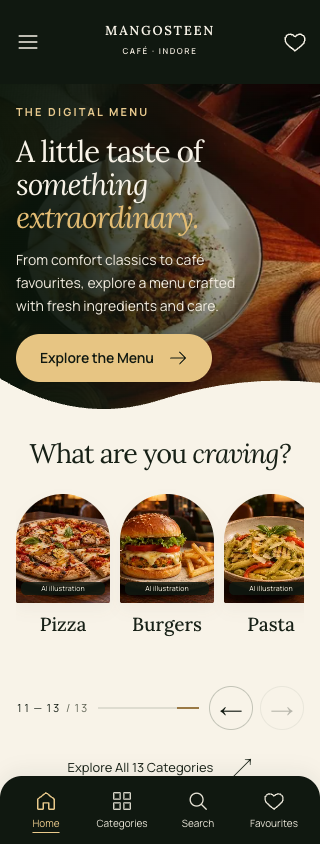 MANGOSTEEN
CAFÉ · INDORE
THE DIGITAL MENU
A little taste of
something
extraordinary.
From comfort classics to café
favourites, explore a menu crafted
with fresh ingredients and care.
Explore the Menu
What are you craving?
AI illustration
AI illustration
AI illustration
Pizza
Burgers
Pasta
11 — 13 / 13
Explore All 13 Categories
Home
Categories
Search
Favourites